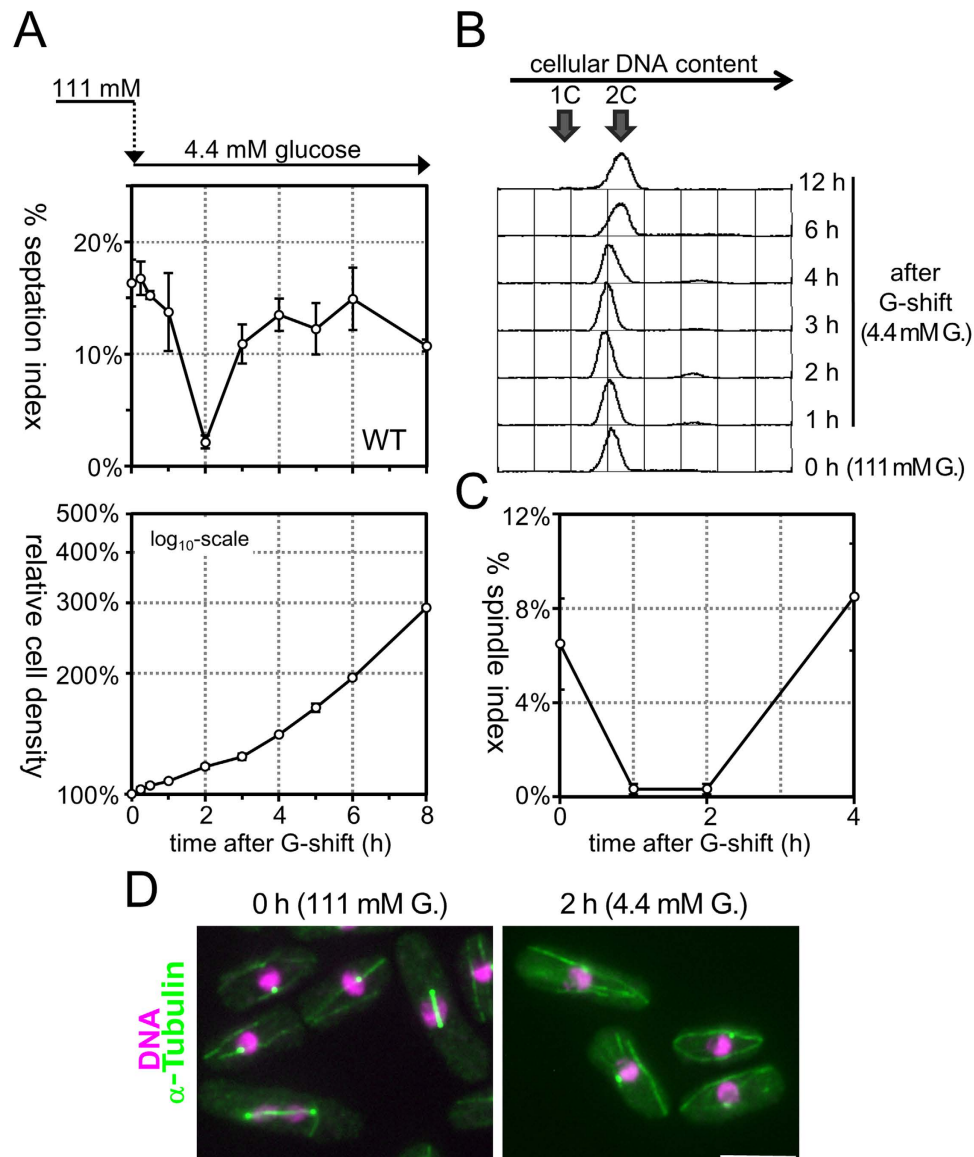 A
111 mM
4.4 mM glucose
% septation index
20%
10%
0%
WT
relative cell density
500%
400%
300%
200%
100%
log10-scale
0 2 4 6 8
time after G-shift (h)
B
cellular DNA content
1C 2C
12 h
6 h
4 h
3 h
2 h
1 h
0 h (111 mM G.)
after
G-shift
(4.4 mM G.)
C
% spindle index
12%
8%
4%
0%
0 2 4
time after G-shift (h)
D
0 h (111 mM G.) 2 h (4.4 mM G.)
DNA
α-Tubulin